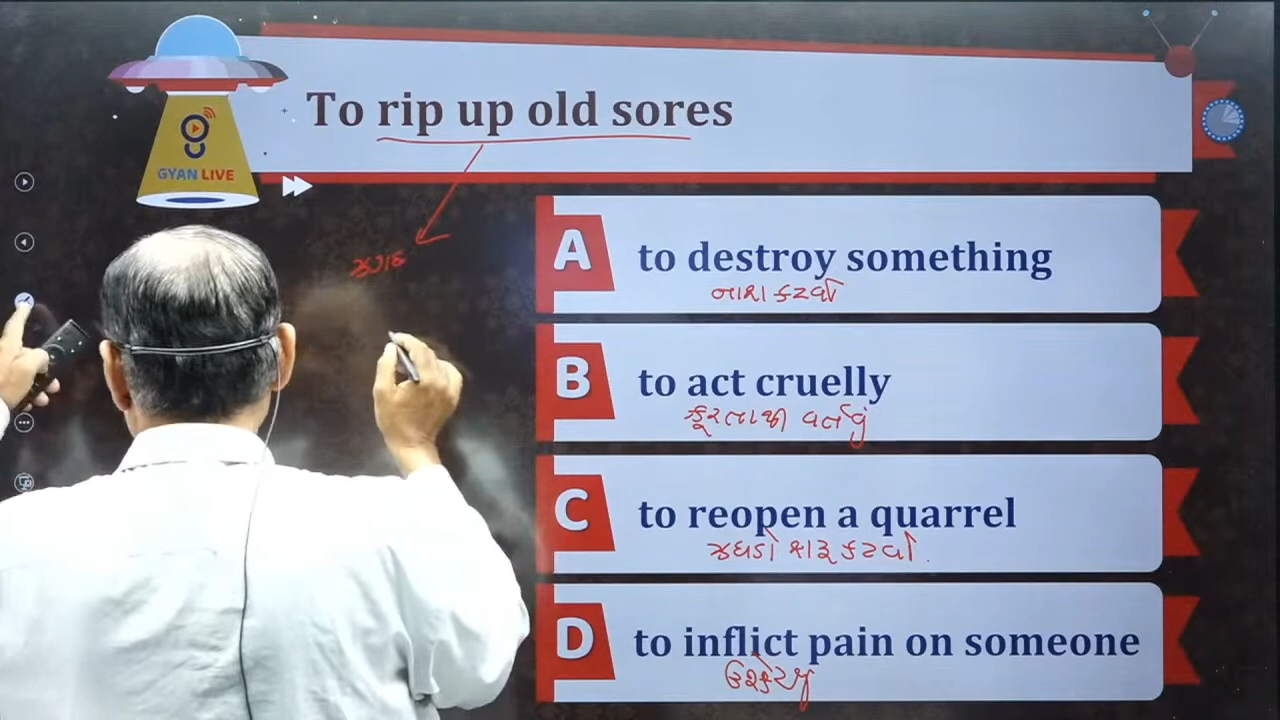 To rip up old sores
GYAN LIVE
A to destroy something
નાશ કરવો
B to act cruelly
ક્રૂરતાથી વર્તવું
C to reopen a quarrel
ઝઘડો શરૂ કરવો.
D to inflict pain on someone